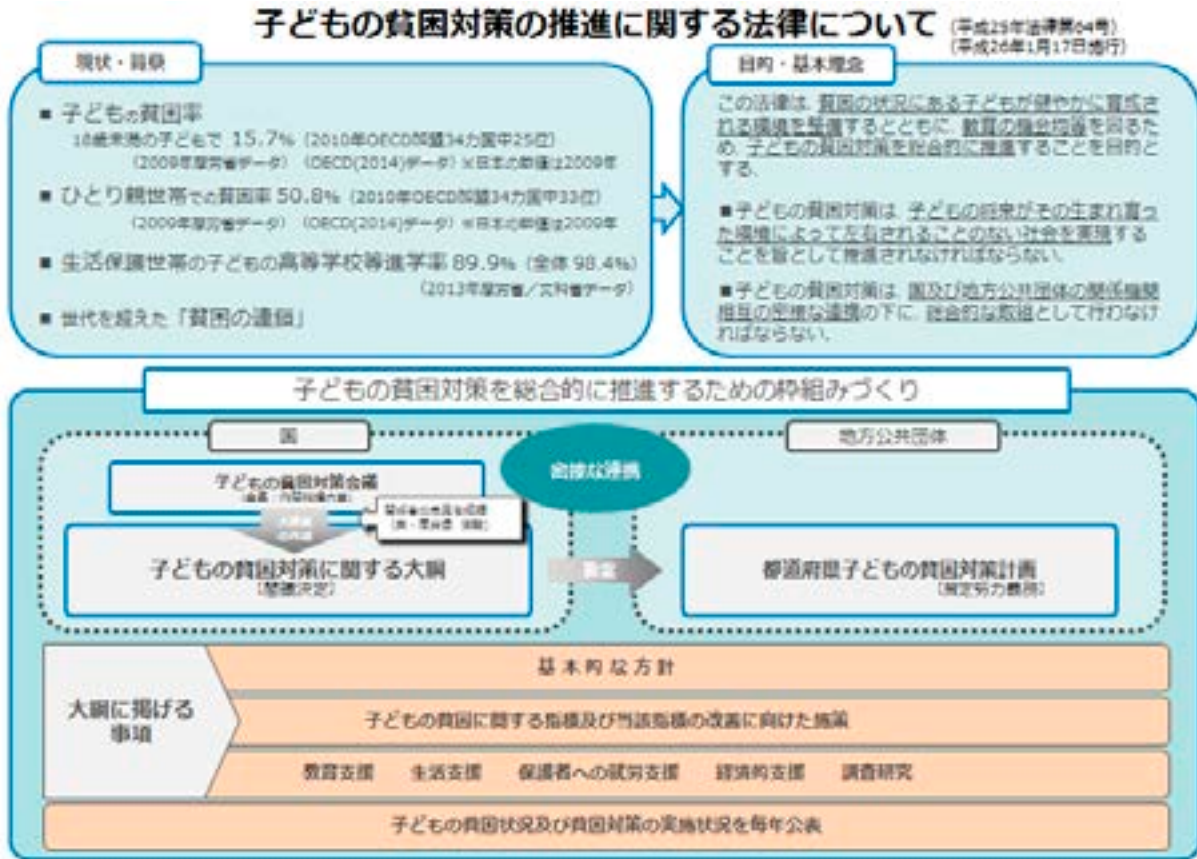 子どもの貧困対策の推進に関する法律について
(平成25年法律第64号)
(平成26年1月17日施行)
現状・背景
■ 子どもの貧困率
18歳未満の子どもで 15.7% (2010年OECD加盟34カ国中25位)
(2009年厚労省データ) (OECD(2014)データ) ※日本の数値は2009年
■ ひとり親世帯での貧困率 50.8% (2010年OECD加盟34カ国中33位)
(2009年厚労省データ) (OECD(2014)データ) ※日本の数値は2009年
■ 生活保護世帯の子どもの高等学校等進学率 89.9% (全体 98.4%)
(2013年厚労省／文科省データ)
■ 世代を超えた「貧困の連鎖」
目的・基本理念
この法律は、貧困の状況にある子どもが健やかに育成さ
れる環境を整備するとともに、教育の機会均等を図るた
め、子どもの貧困対策を総合的に推進することを目的と
する。
■子どもの貧困対策は、子どもの将来がその生まれ育っ
た環境によって左右されることのない社会を実現する
ことを旨として推進されなければならない。
■子どもの貧困対策は、国及び地方公共団体の関係機関
相互の密接な連携の下に、総合的な取組として行わなけ
ればならない。
子どもの貧困対策を総合的に推進するための枠組みづくり
国
密接な連携
地方公共団体
子どもの貧困対策会議
(会長：内閣総理大臣)
子どもの貧困対策に関する大綱
(閣議決定)
都道府県子どもの貧困対策計画
(策定努力義務)
大綱に掲げる
事項
基本的な方針
子どもの貧困に関する指標及び当該指標の改善に向けた施策
教育支援 生活支援 保護者への就労支援 経済的支援 調査研究
子どもの貧困状況及び貧困対策の実施状況を毎年公表